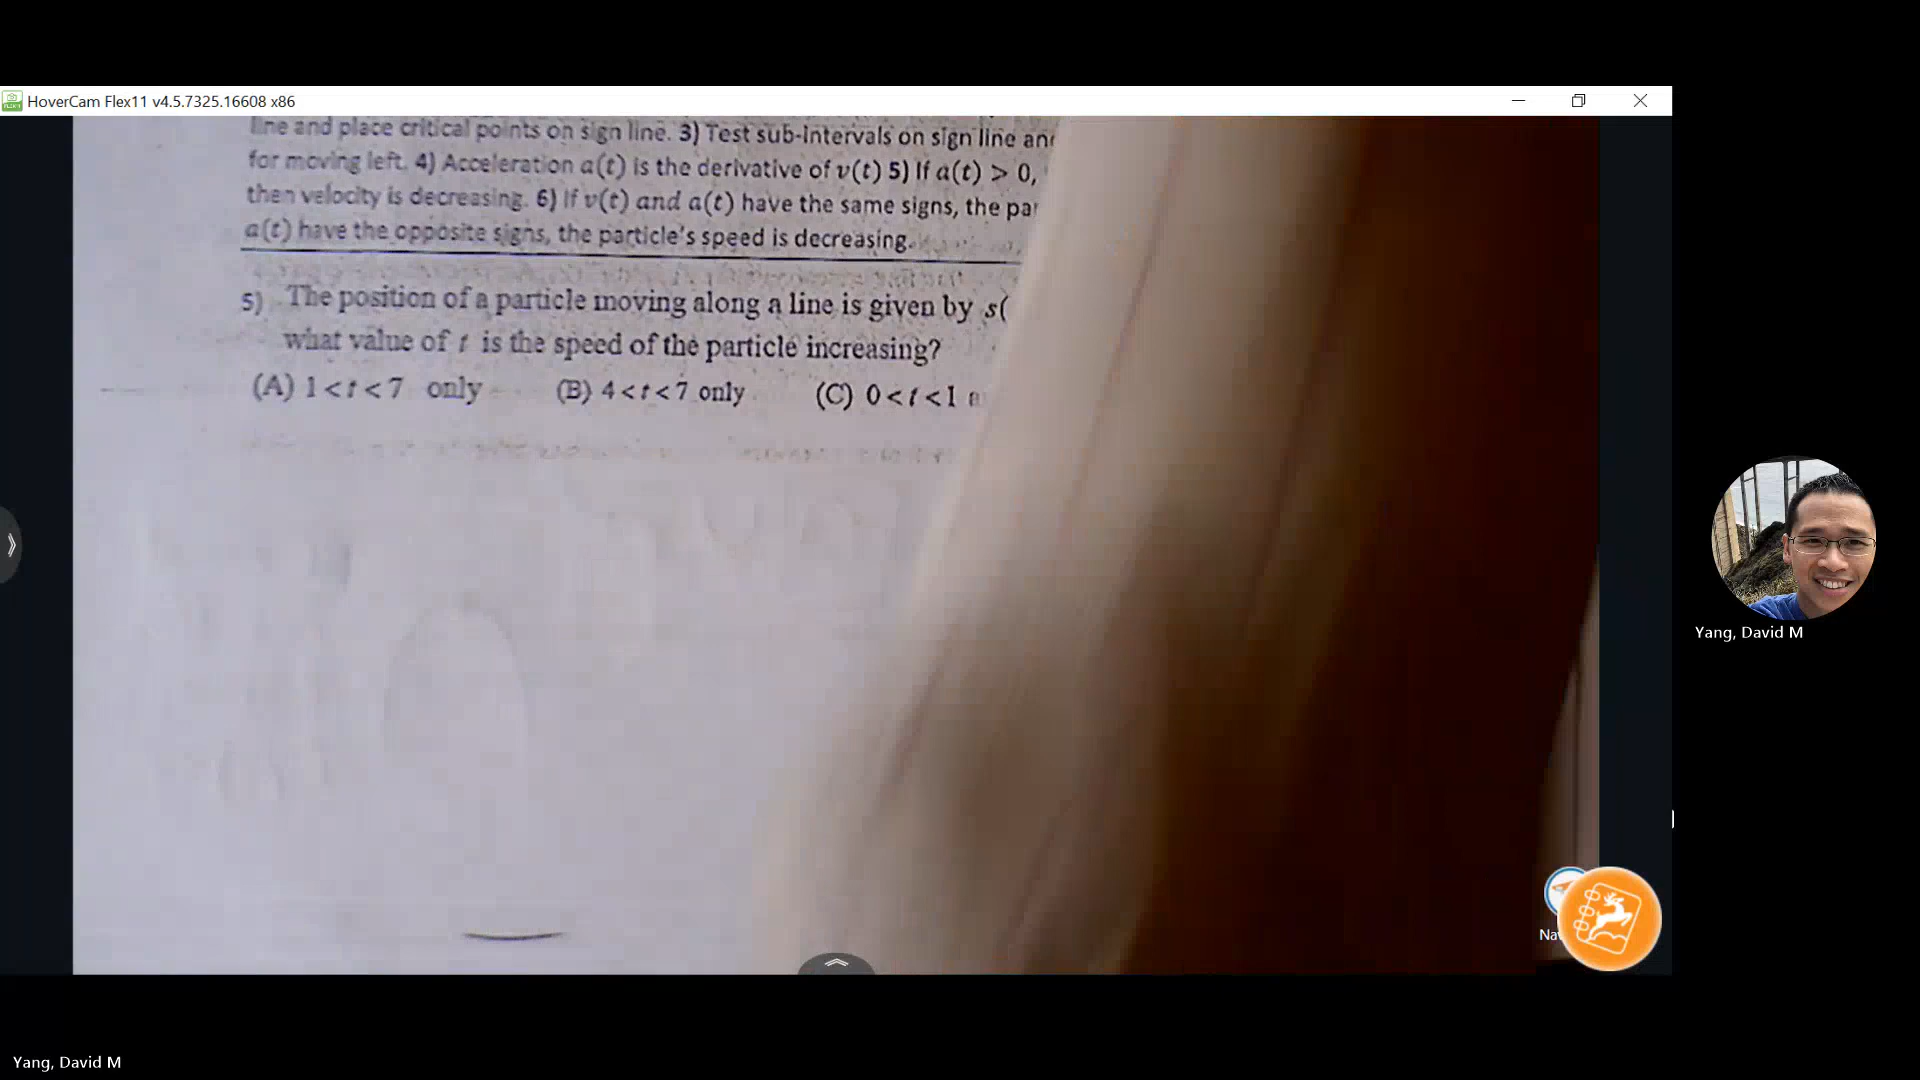 HoverCam Flex11 v4.5.7325.16608 x86
line and place critical points on sign line. 3) Test sub-intervals on sign line
for moving left. 4) Acceleration a(t) is the derivative of v(t) 5) If a(t) > 0,
then velocity is decreasing. 6) If v(t) and a(t) have the same signs, the
a(t) have the opposite signs, the particle's speed is decreasing.
5) The position of a particle moving along a line is given by s(
what value of t is the speed of the particle increasing?
(A) 1 < t < 7 only (B) 4 < t < 7 only (C) 0 < t < 1
Yang, David M
Yang, David M